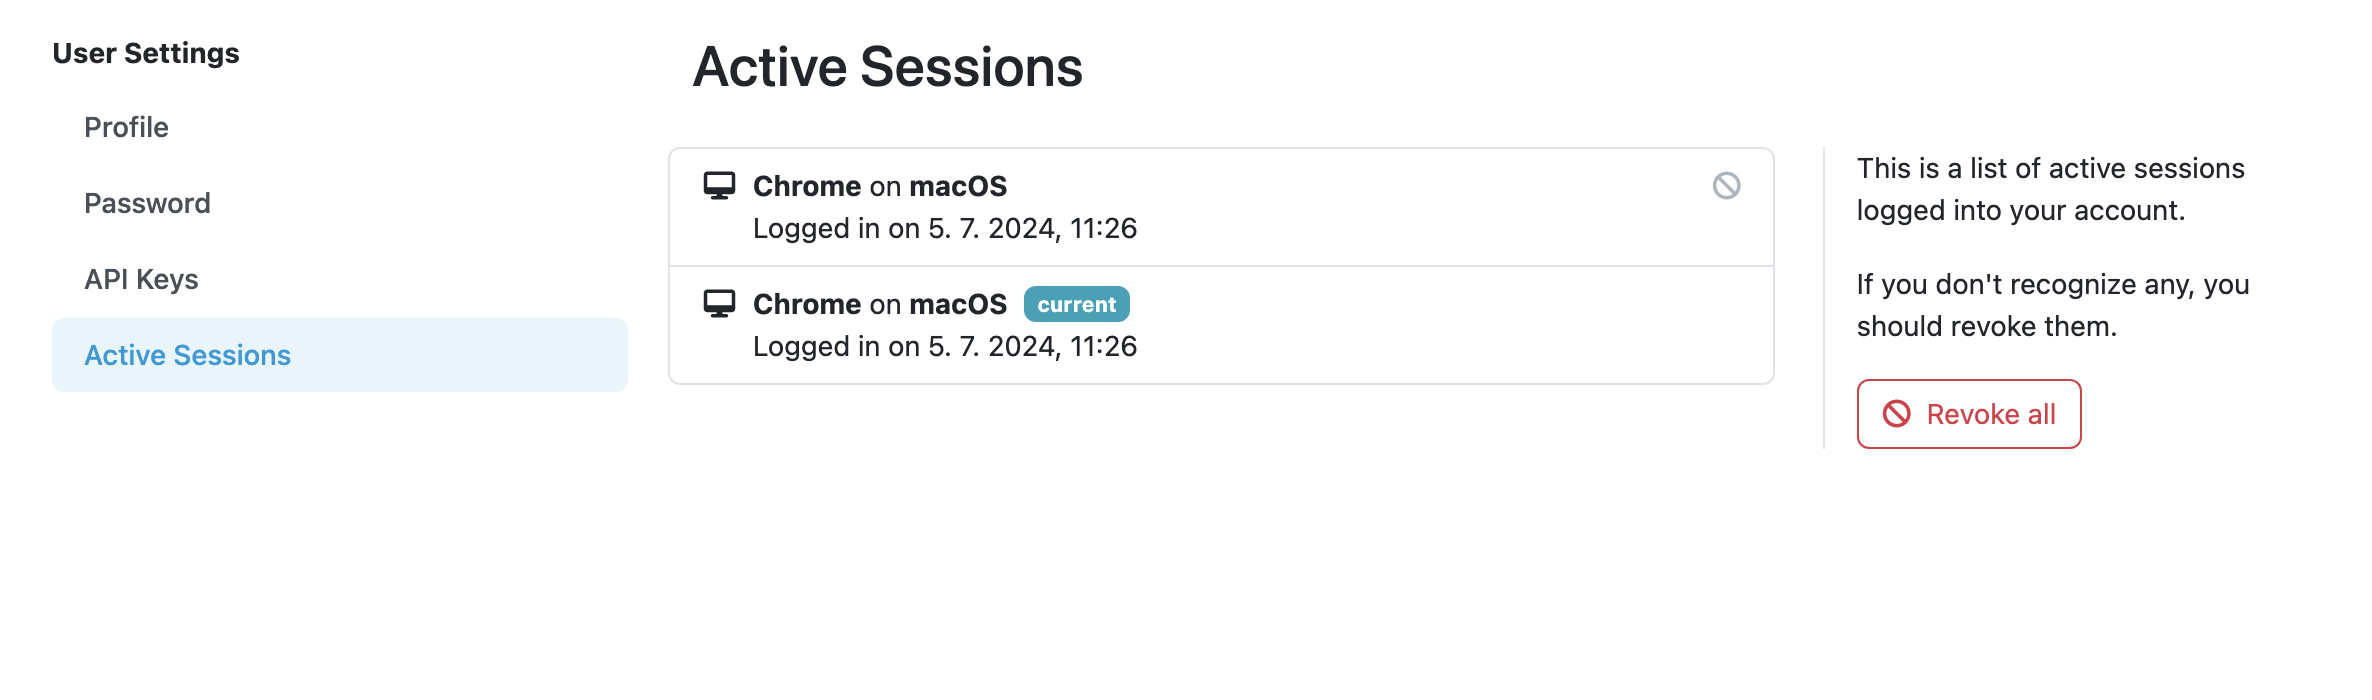 User Settings
Profile
Password
API Keys
Active Sessions
Active Sessions
Chrome on macOS
Logged in on 5. 7. 2024, 11:26
Chrome on macOS current
Logged in on 5. 7. 2024, 11:26
This is a list of active sessions
logged into your account.
If you don't recognize any, you
should revoke them.
Revoke all